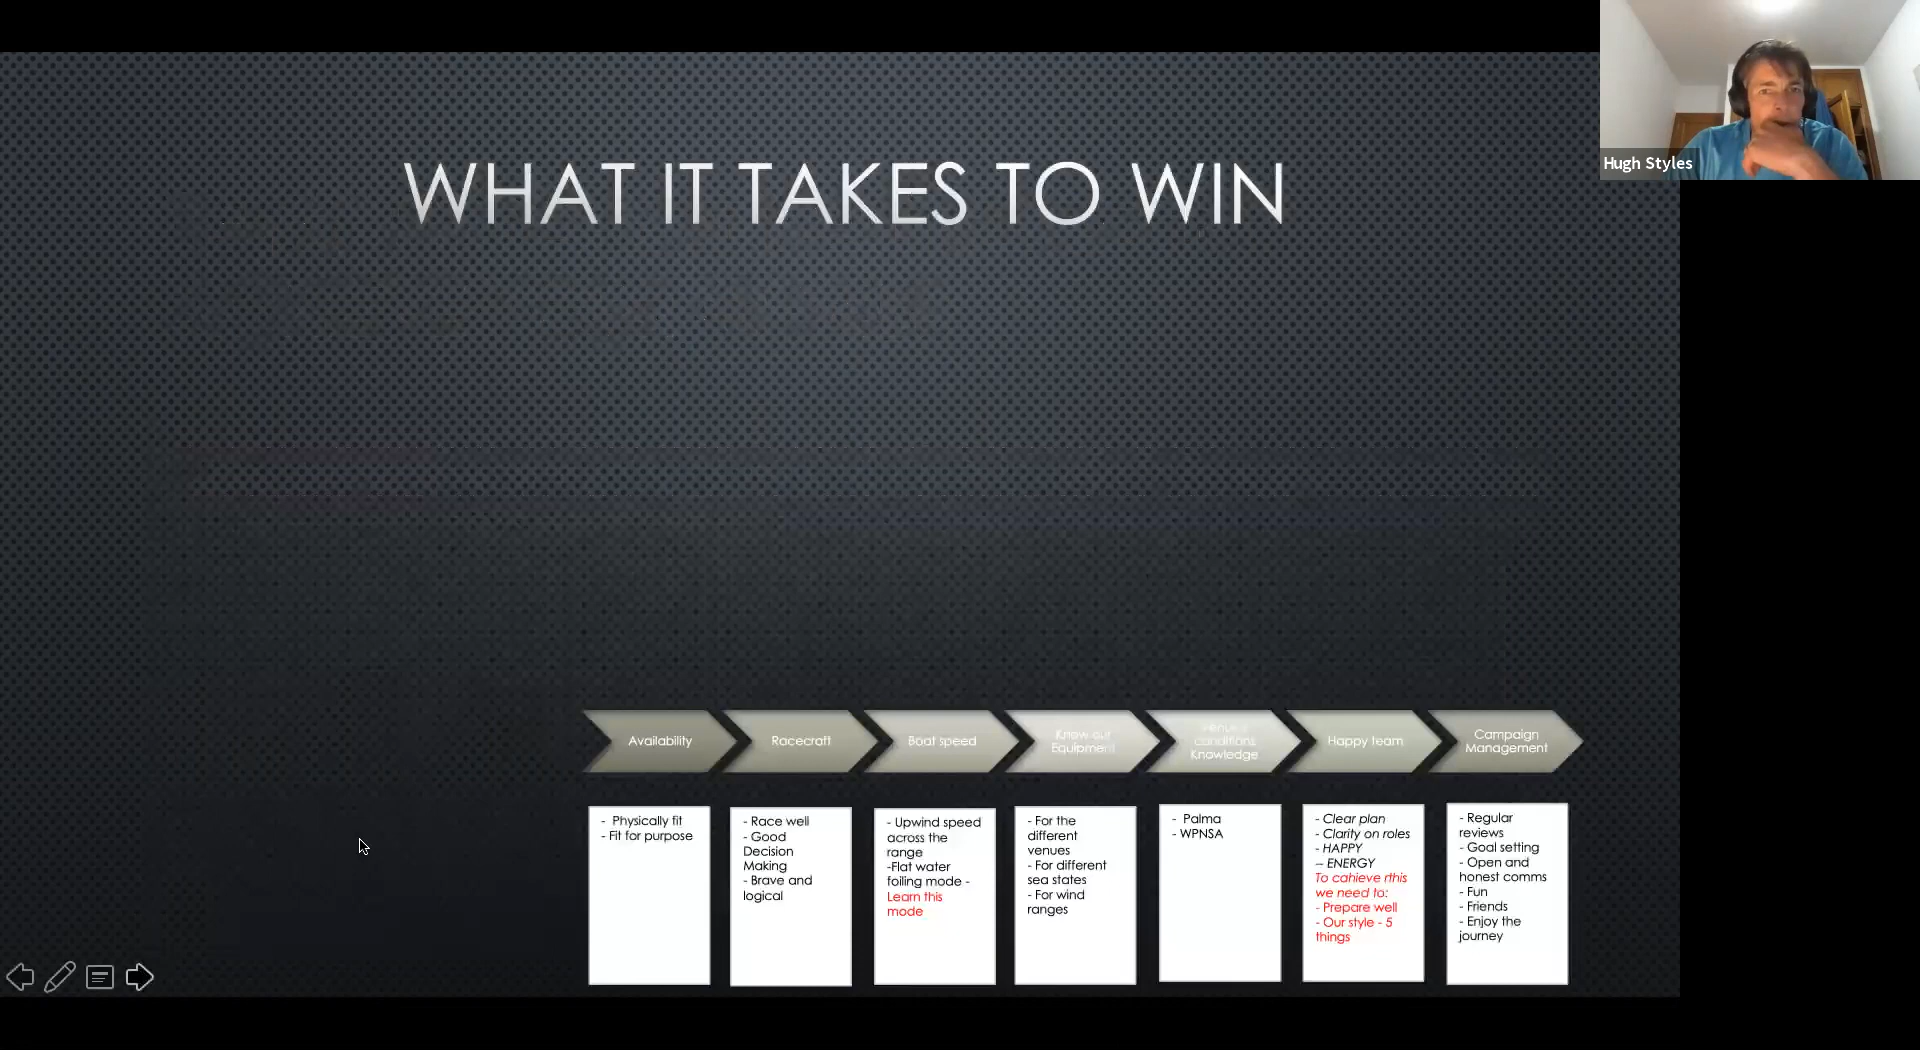 WHAT IT TAKES TO WIN
Hugh Styles
Availability
Racecraft
Boat speed
Know our
Equipment
Venue +
conditions
Knowledge
Happy team
Campaign
Management
- Physically fit
- Fit for purpose
- Race well
- Good
Decision
Making
- Brave and
logical
- Upwind speed
across the
range
-Flat water
foiling mode -
Learn this
mode
- For the
different
venues
- For different
sea states
- For wind
ranges
- Palma
- WPNSA
- Clear plan
- Clarity on roles
- HAPPY
-- ENERGY
To cahieve rthis
we need to:
- Prepare well
- Our style - 5
things
- Regular
reviews
- Goal setting
- Open and
honest comms
- Fun
- Friends
- Enjoy the
journey